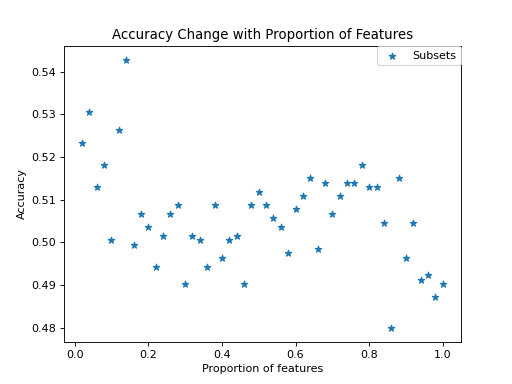 Accuracy Change with Proportion of Features
Subsets
0.54
0.53
0.52
0.51
0.50
0.49
0.48
Accuracy
0.0 0.2 0.4 0.6 0.8 1.0
Proportion of features